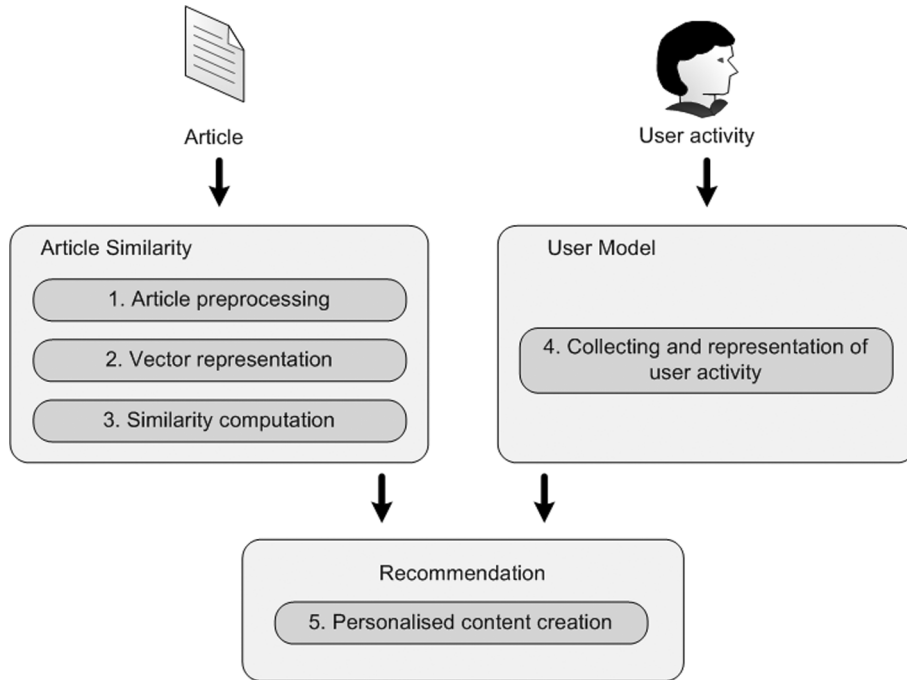 Article
User activity
Article Similarity
1. Article preprocessing
2. Vector representation
3. Similarity computation
User Model
4. Collecting and representation of
user activity
Recommendation
5. Personalised content creation